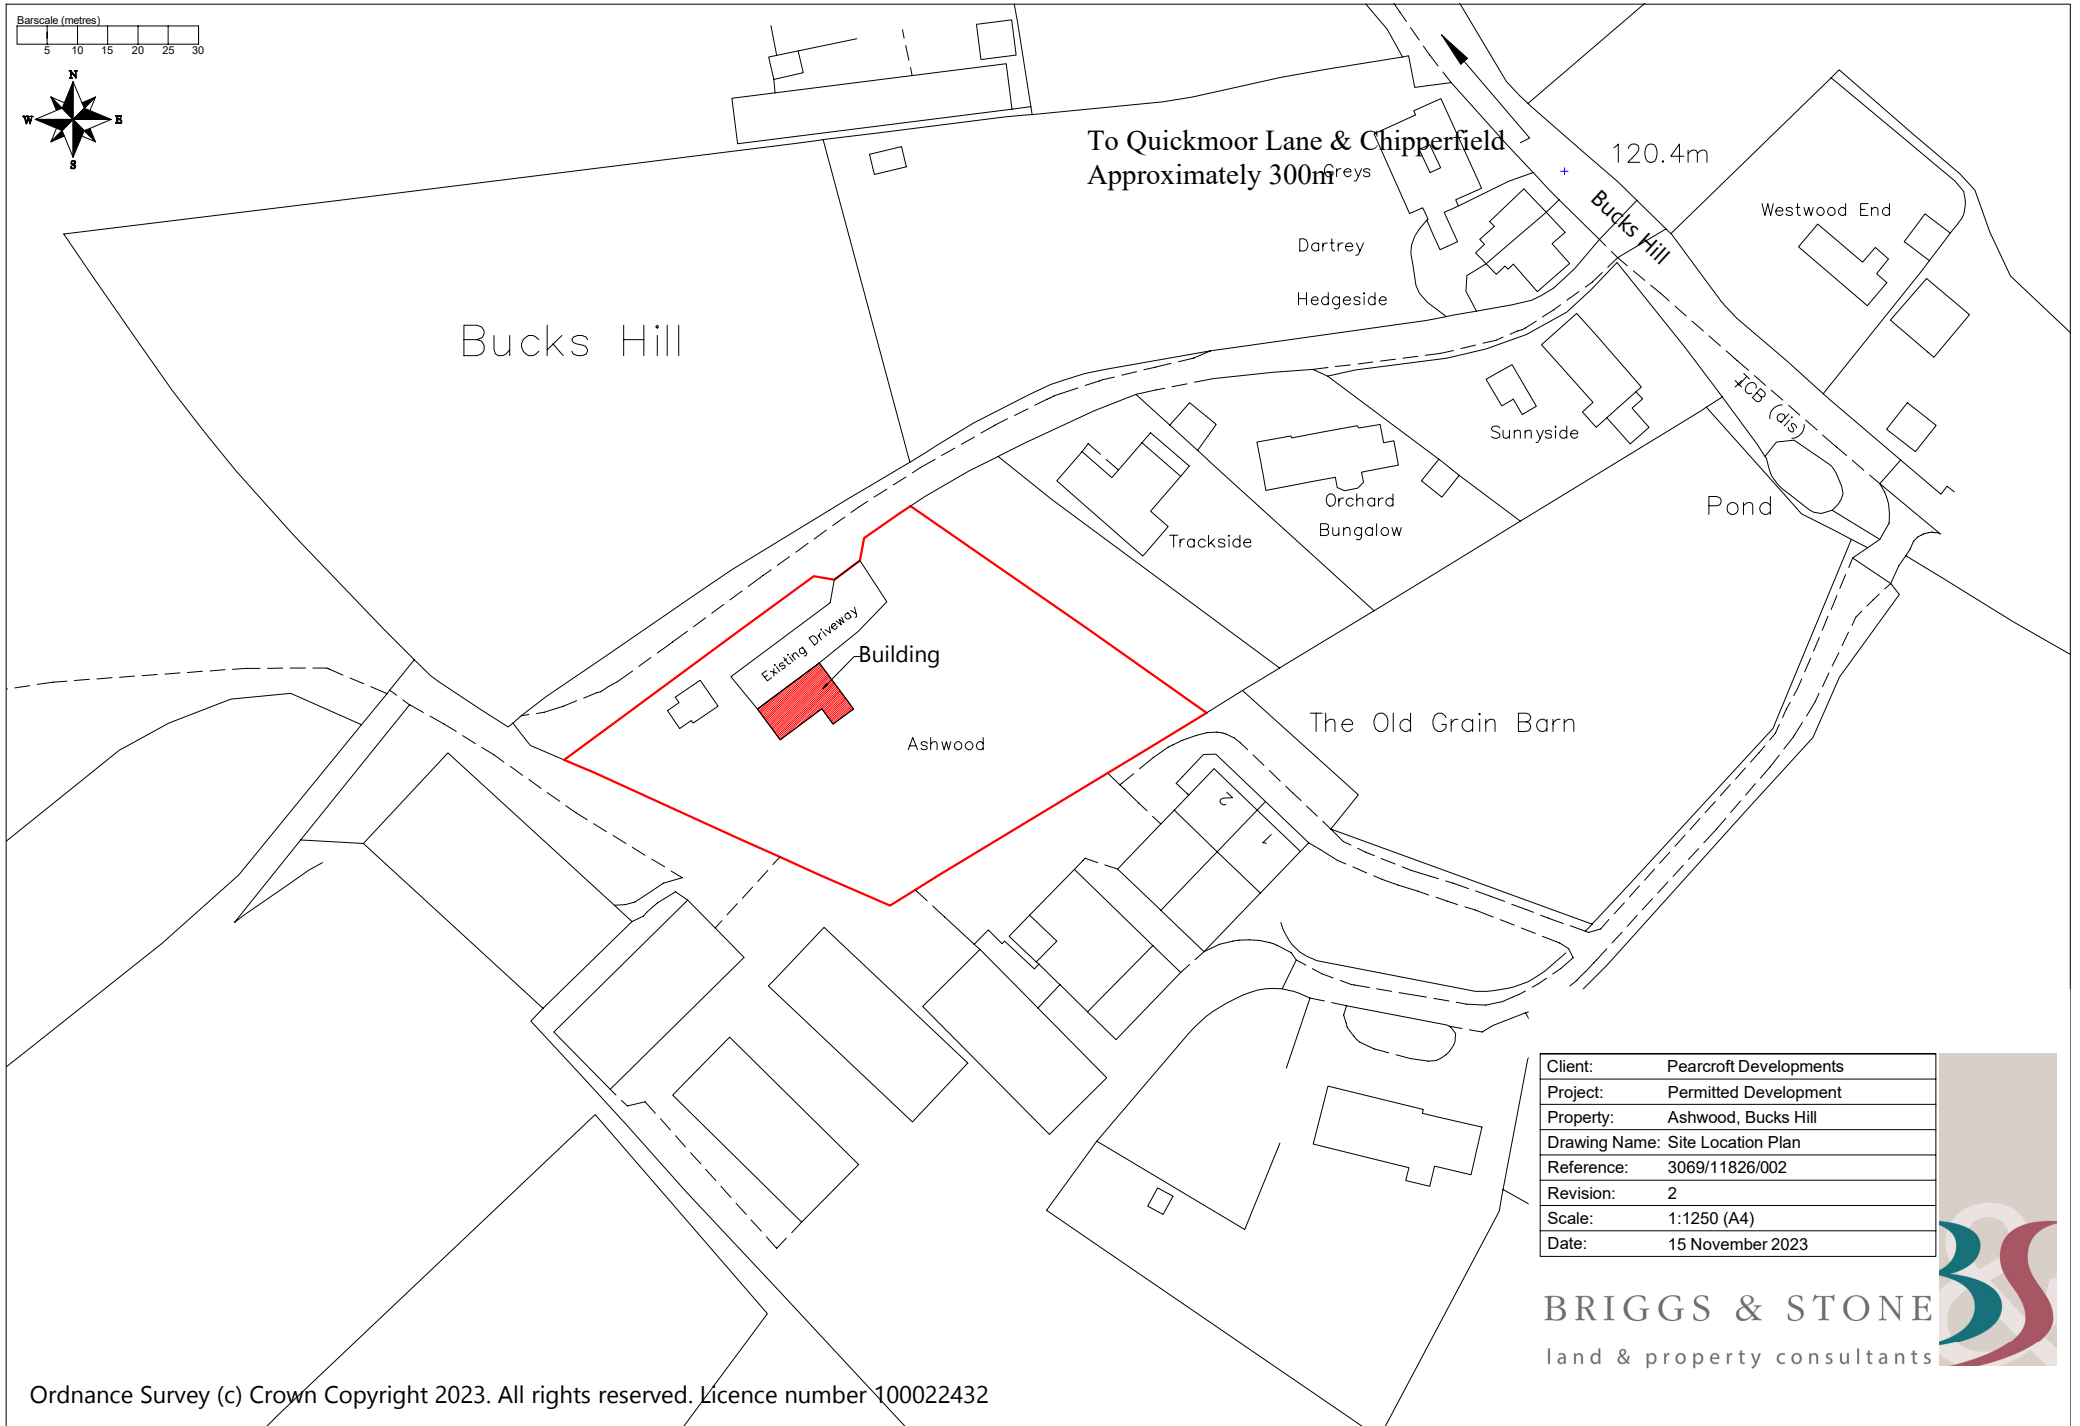 Barscale (metres)
5 10 15 20 25 30
N
W E
S
To Quickmoor Lane & Chipperfield
Approximately 300m
Greys
120.4m
Bucks Hill
Westwood End
Dartrey
Hedgeside
Bucks Hill
TCB (dis)
Sunnyside
Orchard
Bungalow
Pond
Trackside
Existing Driveway
Building
Ashwood
The Old Grain Barn
2
1
Client: Pearcroft Developments
Project: Permitted Development
Property: Ashwood, Bucks Hill
Drawing Name: Site Location Plan
Reference: 3069/11826/002
Revision: 2
Scale: 1:1250 (A4)
Date: 15 November 2023
BRIGGS & STONE
land & property consultants
BS
Ordnance Survey (c) Crown Copyright 2023. All rights reserved. Licence number 100022432